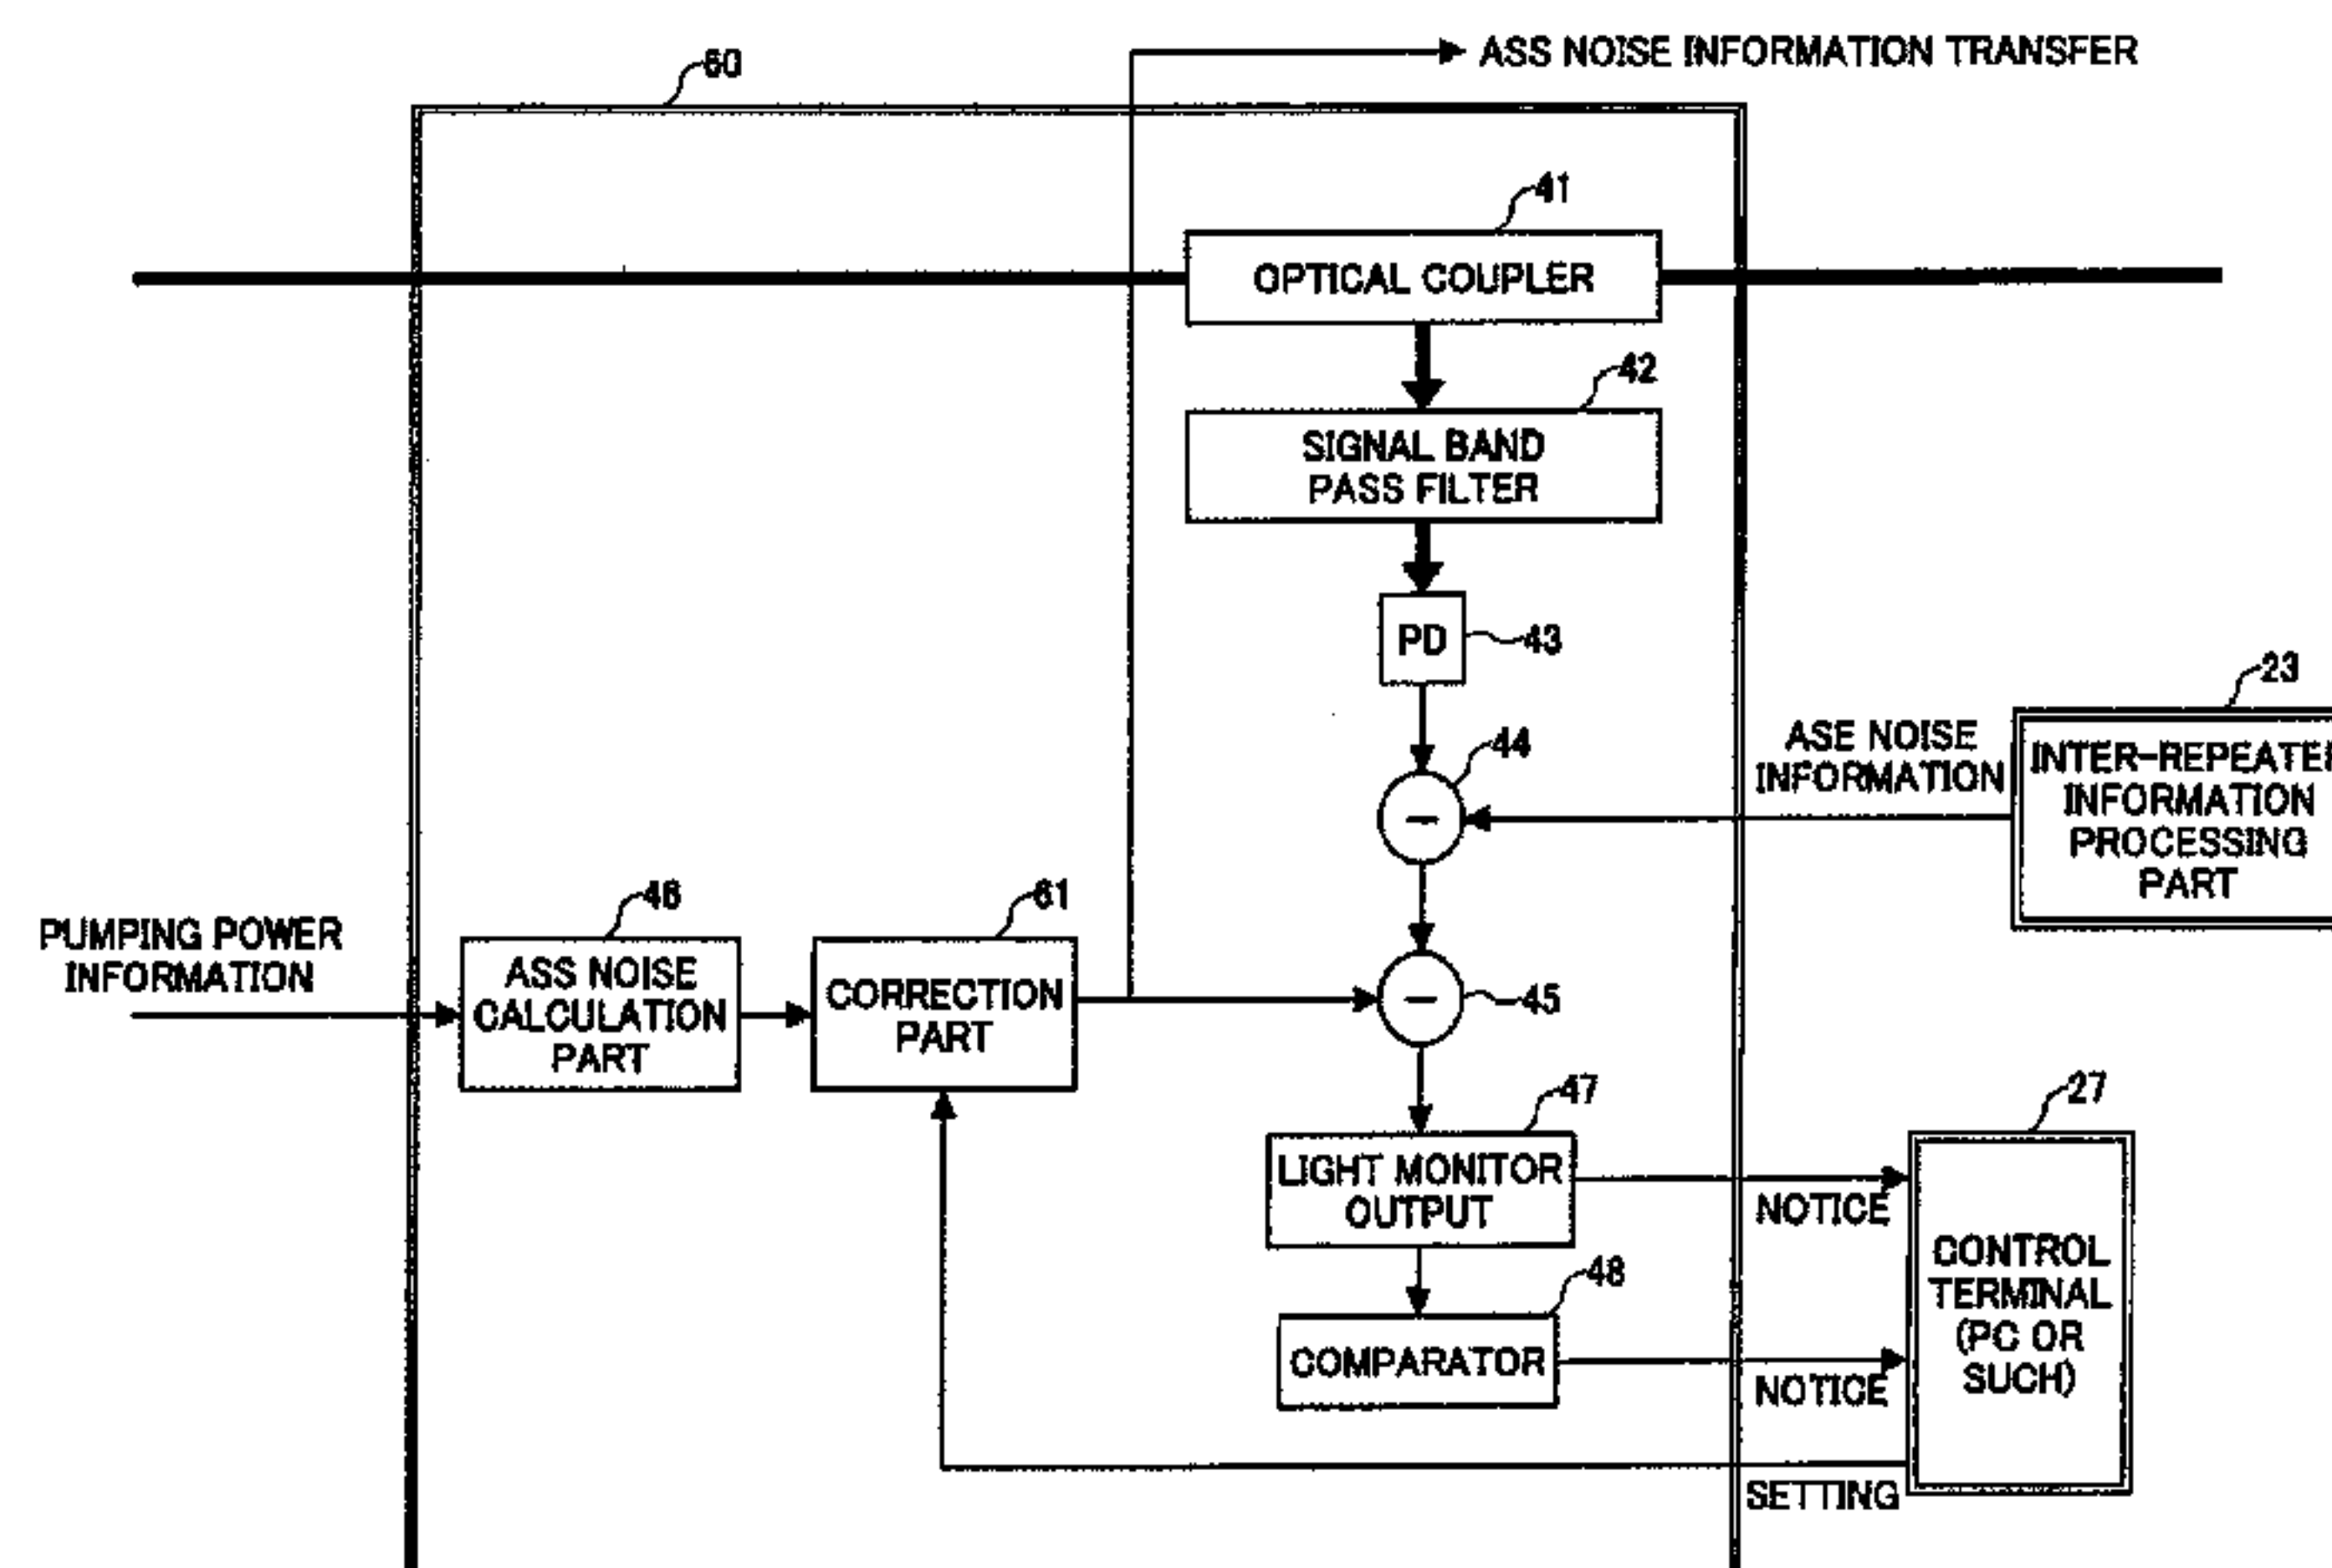 60
ASS NOISE INFORMATION TRANSFER
41
OPTICAL COUPLER
42
SIGNAL BAND
PASS FILTER
PD
43
44
ASE NOISE
INFORMATION
23
INTER-REPEATER
INFORMATION
PROCESSING
PART
PUMPING POWER
INFORMATION
46
ASS NOISE
CALCULATION
PART
61
CORRECTION
PART
45
47
LIGHT MONITOR
OUTPUT
NOTICE
48
COMPARATOR
NOTICE
27
CONTROL
TERMINAL
(PC OR
SUCH)
SETTING